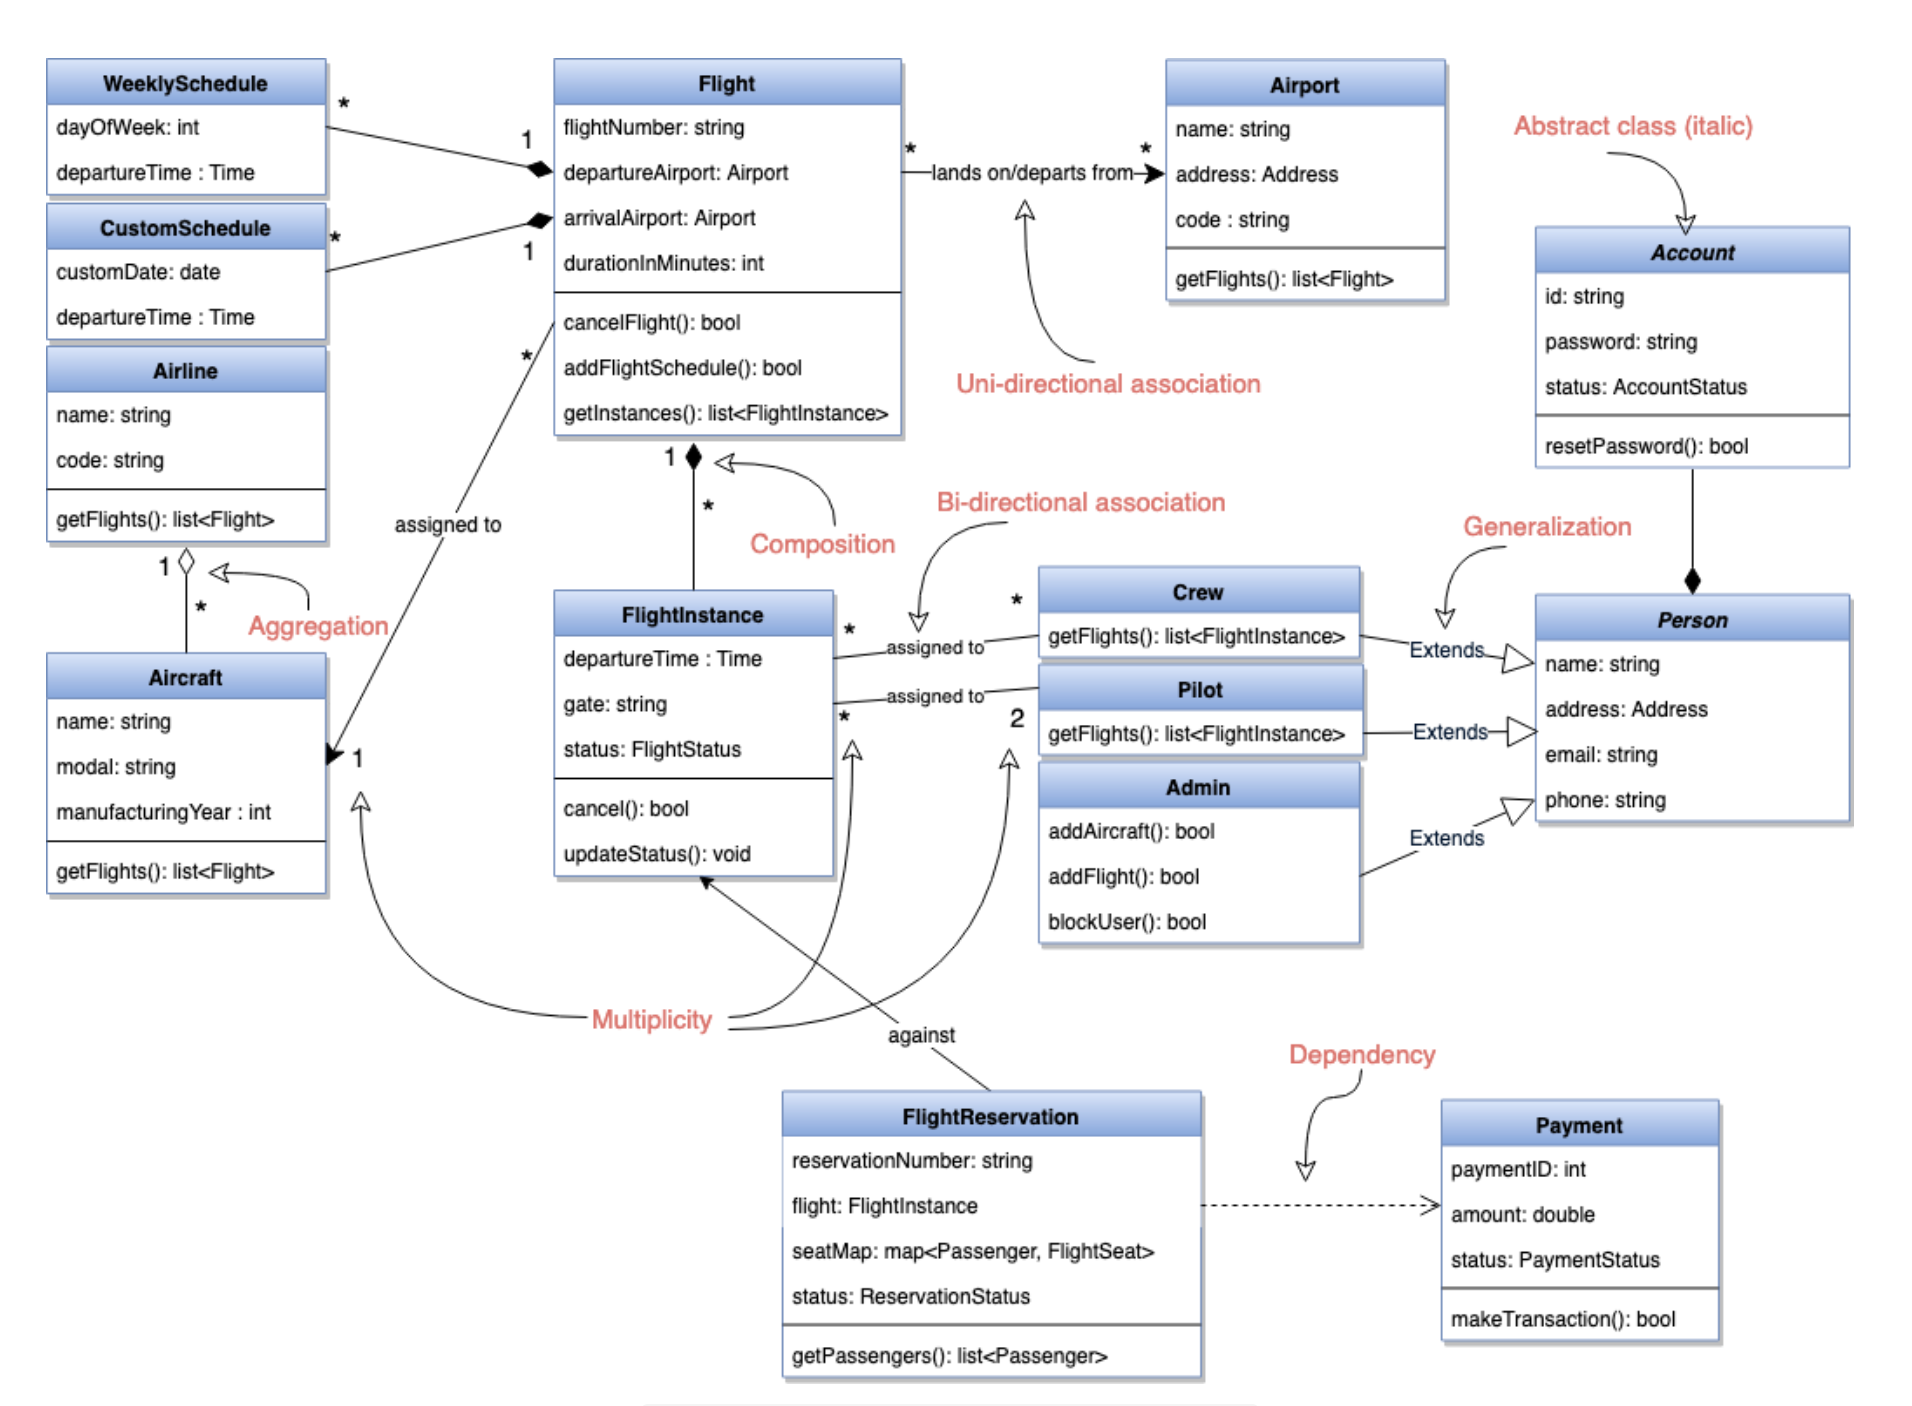 WeeklySchedule
dayOfWeek: int
departureTime : Time
*
1
CustomSchedule
customDate: date
departureTime : Time
*
1
Airline
name: string
code: string
getFlights(): list<Flight>
1
*
Aggregation
Aircraft
name: string
modal: string
manufacturingYear : int
getFlights(): list<Flight>
assigned to
*
1
Flight
flightNumber: string
departureAirport: Airport
arrivalAirport: Airport
durationInMinutes: int
cancelFlight(): bool
addFlightSchedule(): bool
getInstances(): list<FlightInstance>
1
*
Composition
* lands on/departs from *
Uni-directional association
Airport
name: string
address: Address
code : string
getFlights(): list<Flight>
Abstract class (italic)
Account
id: string
password: string
status: AccountStatus
resetPassword(): bool
Bi-directional association
Generalization
FlightInstance
departureTime : Time
gate: string
status: FlightStatus
cancel(): bool
updateStatus(): void
* assigned to *
* assigned to 2
Crew
getFlights(): list<FlightInstance>
Pilot
getFlights(): list<FlightInstance>
Admin
addAircraft(): bool
addFlight(): bool
blockUser(): bool
Extends
Extends
Extends
Person
name: string
address: Address
email: string
phone: string
Multiplicity
against
Dependency
FlightReservation
reservationNumber: string
flight: FlightInstance
seatMap: map<Passenger, FlightSeat>
status: ReservationStatus
getPassengers(): list<Passenger>
Payment
paymentID: int
amount: double
status: PaymentStatus
makeTransaction(): bool